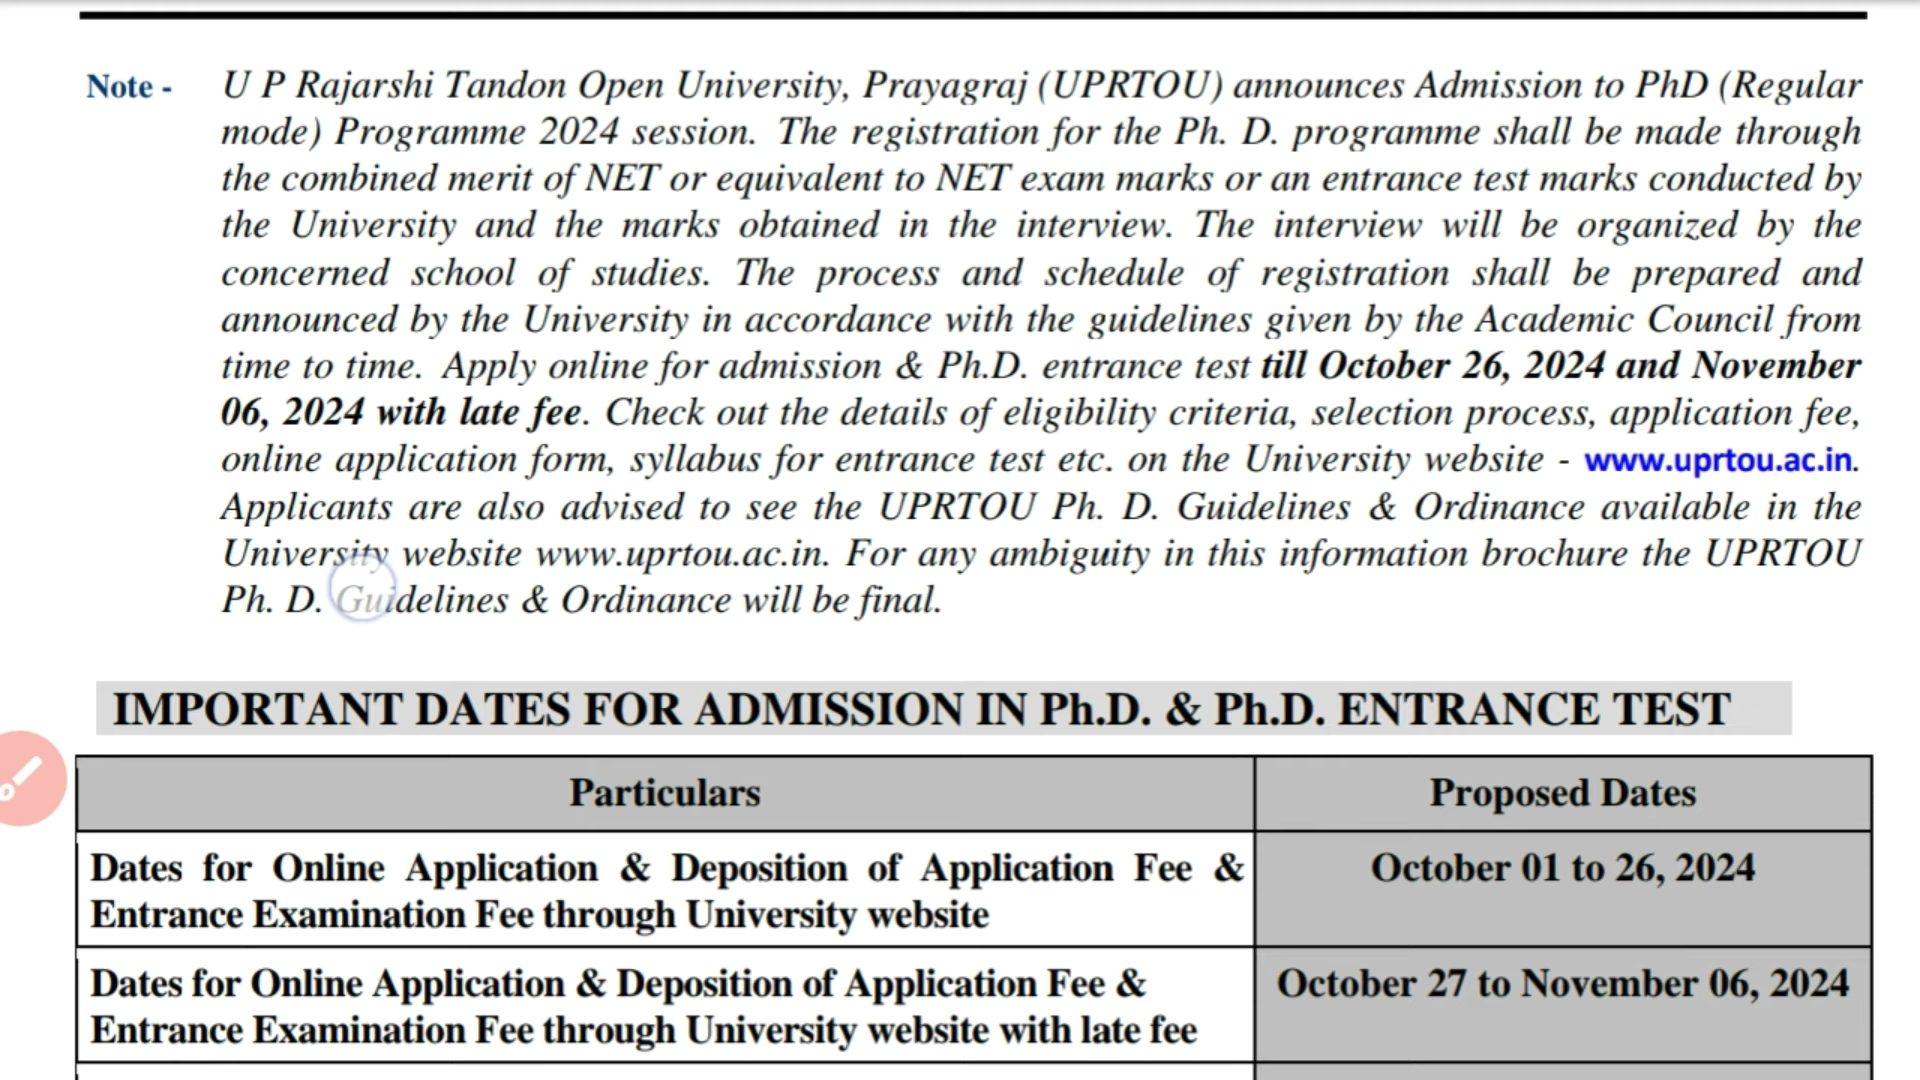 Note - U P Rajarshi Tandon Open University, Prayagraj (UPRTOU) announces Admission to PhD (Regular
mode) Programme 2024 session. The registration for the Ph. D. programme shall be made through
the combined merit of NET or equivalent to NET exam marks or an entrance test marks conducted by
the University and the marks obtained in the interview. The interview will be organized by the
concerned school of studies. The process and schedule of registration shall be prepared and
announced by the University in accordance with the guidelines given by the Academic Council from
time to time. Apply online for admission & Ph.D. entrance test till October 26, 2024 and November
06, 2024 with late fee. Check out the details of eligibility criteria, selection process, application fee,
online application form, syllabus for entrance test etc. on the University website - www.uprtou.ac.in.
Applicants are also advised to see the UPRTOU Ph. D. Guidelines & Ordinance available in the
University website www.uprtou.ac.in. For any ambiguity in this information brochure the UPRTOU
Ph. D. Guidelines & Ordinance will be final.
IMPORTANT DATES FOR ADMISSION IN Ph.D. & Ph.D. ENTRANCE TEST
Particulars Proposed Dates
Dates for Online Application & Deposition of Application Fee & October 01 to 26, 2024
Entrance Examination Fee through University website
Dates for Online Application & Deposition of Application Fee & October 27 to November 06, 2024
Entrance Examination Fee through University website with late fee